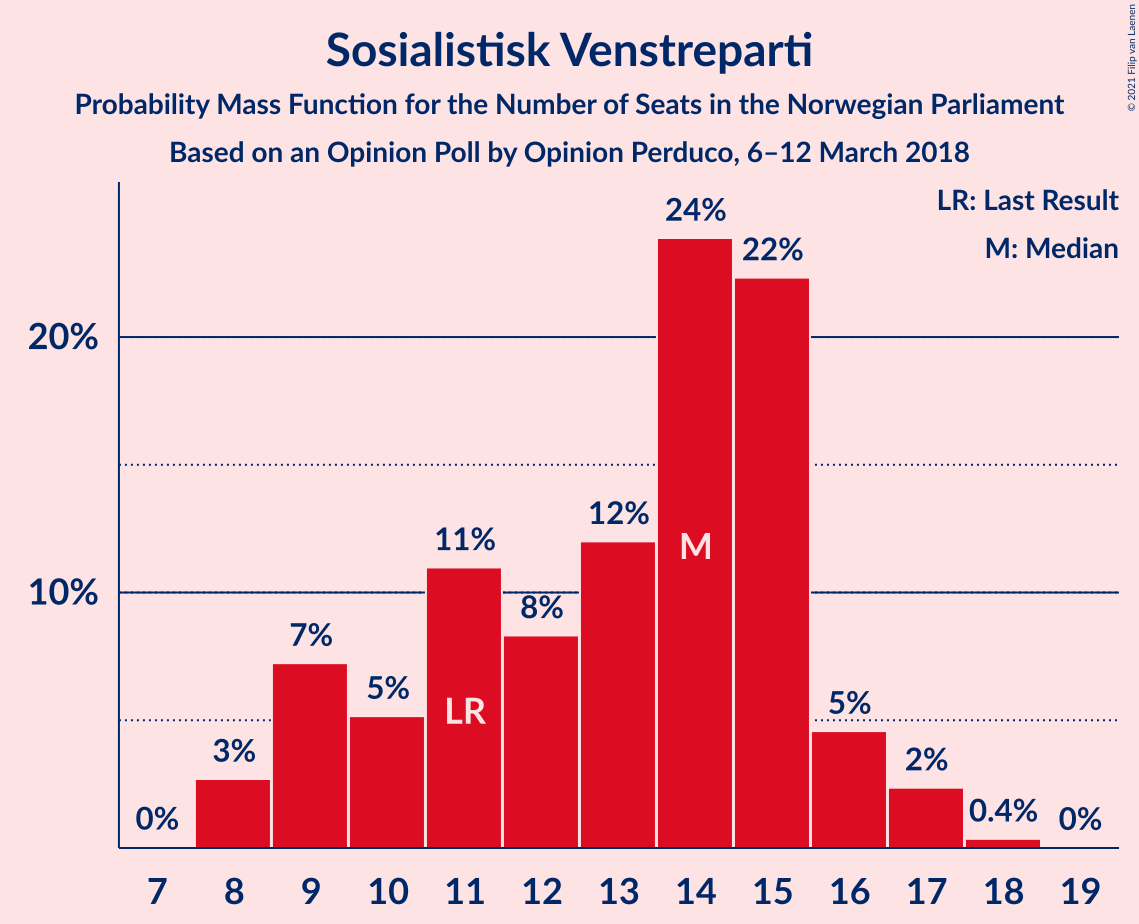 Sosialistisk Venstreparti
Probability Mass Function for the Number of Seats in the Norwegian Parliament
Based on an Opinion Poll by Opinion Perduco, 6–12 March 2018
© 2021 Filip van Laenen
LR: Last Result
M: Median
20%
10%
0%
3%
7%
5%
11%
8%
12%
24%
22%
5%
2%
0.4%
0%
LR
M
7 8 9 10 11 12 13 14 15 16 17 18 19